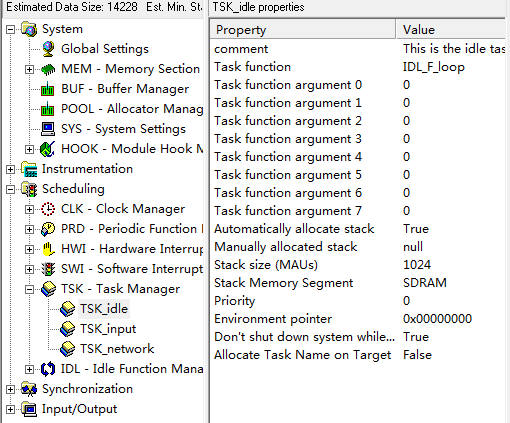 Estimated Data Size: 14228 Est. Min. Sta
System
Global Settings
MEM - Memory Section
BUF - Buffer Manager
POOL - Allocator Manag
SYS - System Settings
HOOK - Module Hook M
Instrumentation
Scheduling
CLK - Clock Manager
PRD - Periodic Function
HWI - Hardware Interrup
SWI - Software Interrupt
TSK - Task Manager
TSK_idle
TSK_input
TSK_network
IDL - Idle Function Mana
Synchronization
Input/Output
TSK_idle properties
Property Value
comment This is the idle tas
Task function IDL_F_loop
Task function argument 0 0
Task function argument 1 0
Task function argument 2 0
Task function argument 3 0
Task function argument 4 0
Task function argument 5 0
Task function argument 6 0
Task function argument 7 0
Automatically allocate stack True
Manually allocated stack null
Stack size (MAUs) 1024
Stack Memory Segment SDRAM
Priority 0
Environment pointer 0x00000000
Don't shut down system while... True
Allocate Task Name on Target False